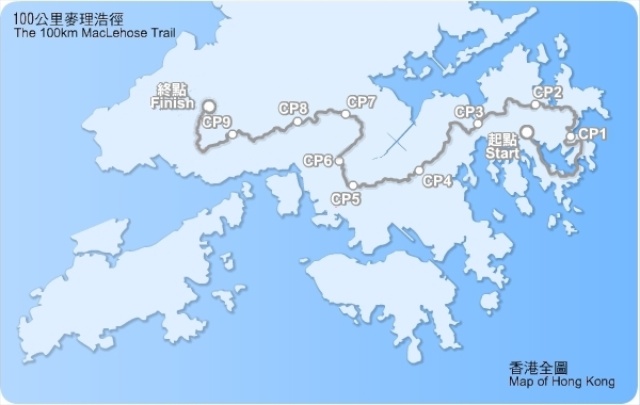 100公里麥理浩徑
The 100km MacLehose Trail
終點
Finish
CP9
CP8
CP7
CP6
CP5
CP4
CP3
CP2
CP1
起點
Start
香港全圖
Map of Hong Kong